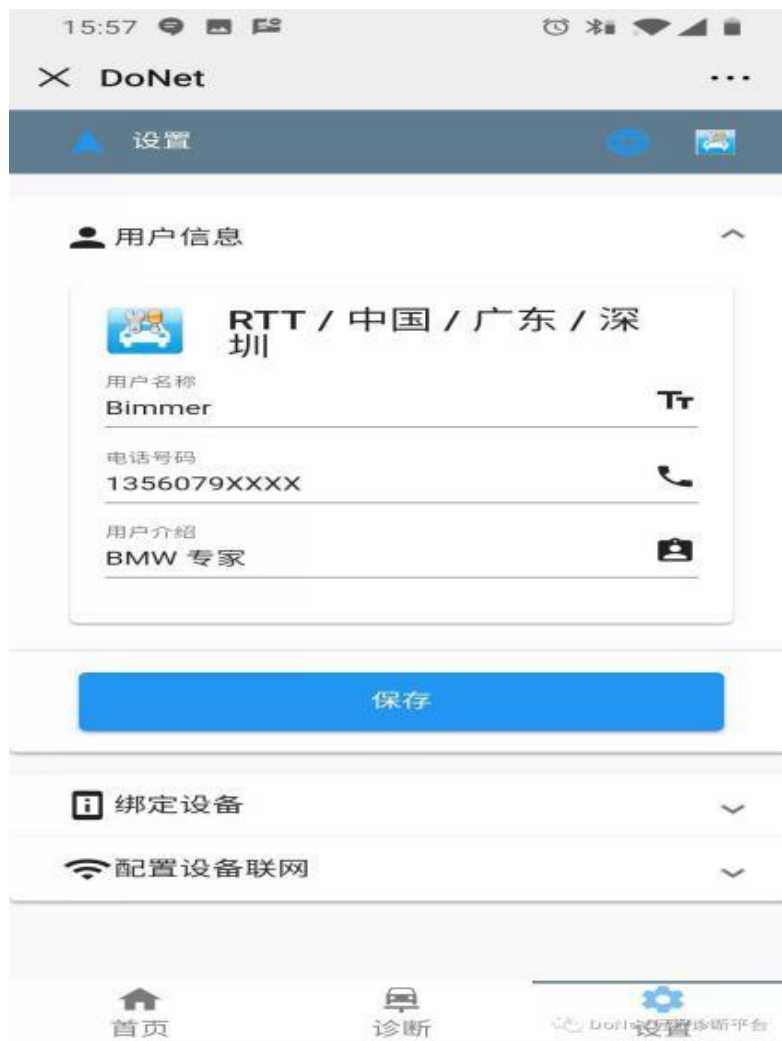 15:57
DoNet
设置
用户信息
RTT / 中国 / 广东 / 深
圳
用户名称
Bimmer
电话号码
1356079XXXX
用户介绍
BMW 专家
保存
绑定设备
配置设备联网
首页
诊断
设置